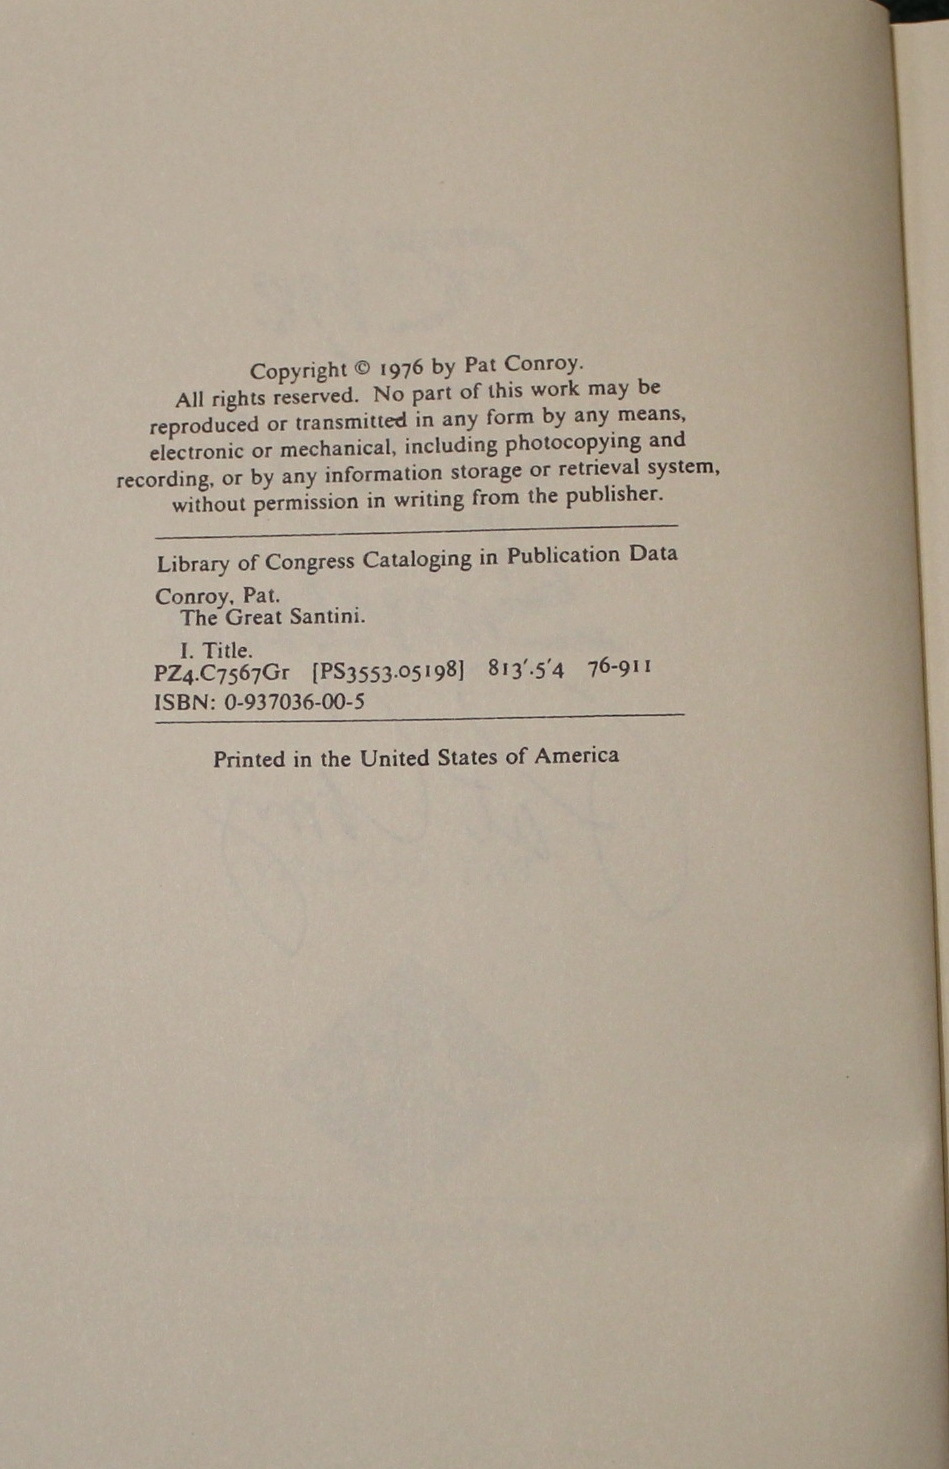 Copyright © 1976 by Pat Conroy.
All rights reserved. No part of this work may be
reproduced or transmitted in any form by any means,
electronic or mechanical, including photocopying and
recording, or by any information storage or retrieval system,
without permission in writing from the publisher.
Library of Congress Cataloging in Publication Data
Conroy, Pat.
The Great Santini.
I. Title.
PZ4.C7567Gr [PS3553.05198] 813'.5'4 76-911
ISBN: 0-937036-00-5
Printed in the United States of America